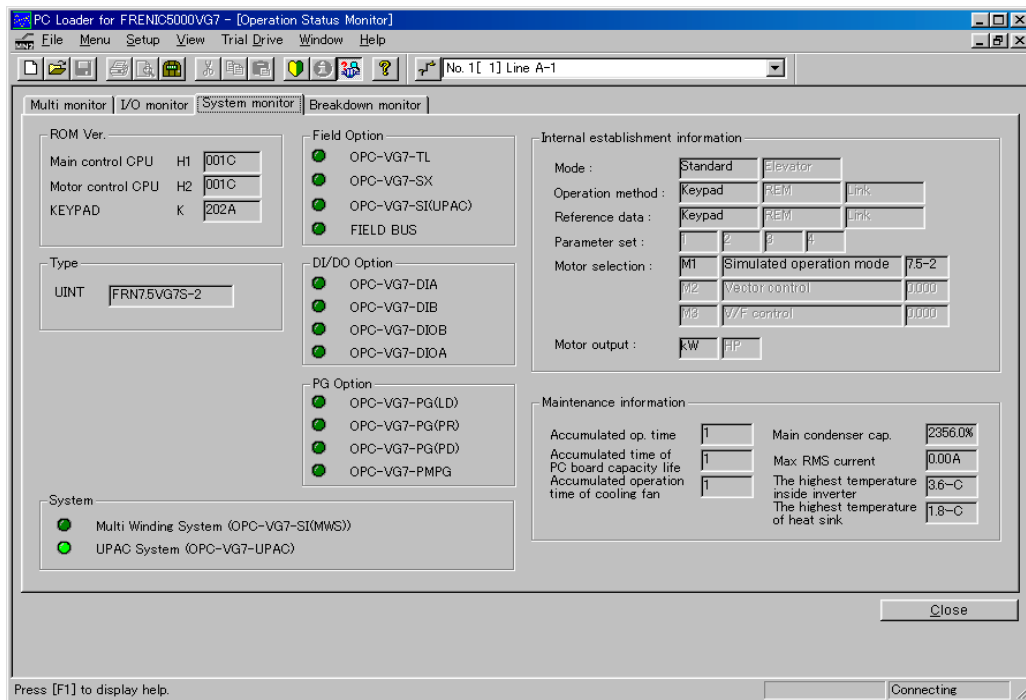 PC Loader for FRENIC5000VG7 - [Operation Status Monitor]
File Menu Setup View Trial Drive Window Help
No. 1[ 1] Line A-1
Multi monitor I/O monitor System monitor Breakdown monitor
ROM Ver.
Main control CPU H1 001C
Motor control CPU H2 001C
KEYPAD K 202A
Type
UINT FRN7.5VG7S-2
Field Option
OPC-VG7-TL
OPC-VG7-SX
OPC-VG7-SI(UPAC)
FIELD BUS
DI/DO Option
OPC-VG7-DIA
OPC-VG7-DIB
OPC-VG7-DIOB
OPC-VG7-DIOA
PG Option
OPC-VG7-PG(LD)
OPC-VG7-PG(PR)
OPC-VG7-PG(PD)
OPC-VG7-PMPG
System
Multi Winding System (OPC-VG7-SI(MWS))
UPAC System (OPC-VG7-UPAC)
Internal establishment information
Mode : Standard Elevator
Operation method : Keypad REM Link
Reference data : Keypad REM Link
Parameter set : 1 2 3 4
Motor selection : M1 Simulated operation mode 7.5-2
M2 Vector control 0.000
M3 V/F control 0.000
Motor output : kW HP
Maintenance information
Accumulated op. time 1
Accumulated time of
PC board capacity life 1
Accumulated operation
time of cooling fan 1
Main condenser cap. 2356.0%
Max RMS current 0.00A
The highest temperature
inside inverter 3.6-C
The highest temperature
of heat sink 1.8-C
Close
Press [F1] to display help. Connecting